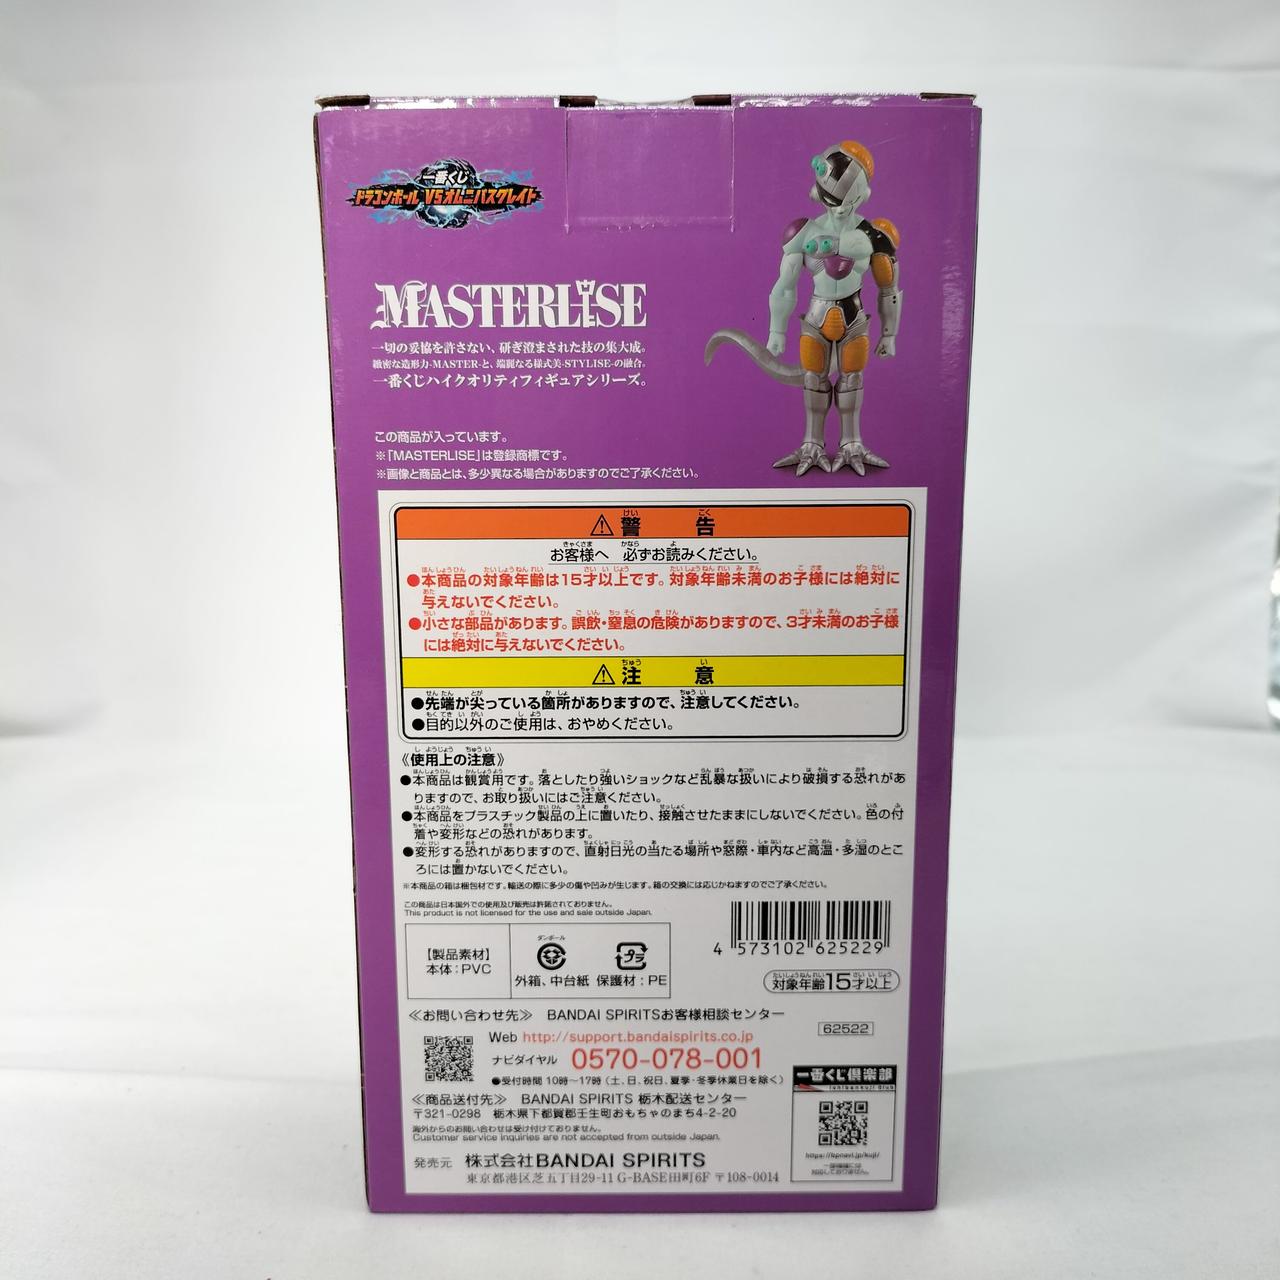 一番くじ
ドラゴンボール VSオムニバスグレイト
MASTERLISE
一切の妥協を許さない、研ぎ澄まされた技の集大成。
緻密な造形力-MASTER-と、端麗なる様式美-STYLISE-の融合。
一番くじハイクオリティフィギュアシリーズ。
この商品が入っています。
※「MASTERLISE」は登録商標です。
※画像と商品とは、多少異なる場合がありますのでご了承ください。
⚠警告
お客様へ 必ずお読みください。
●本商品の対象年齢は15才以上です。対象年齢未満のお子様には絶対に
与えないでください。
●小さな部品があります。誤飲・窒息の危険がありますので、3才未満のお子様
には絶対に与えないでください。
⚠注意
●先端が尖っている箇所がありますので、注意してください。
●目的以外のご使用は、おやめください。
《使用上の注意》
●本商品は観賞用です。落としたり強いショックなど乱暴な扱いにより破損する恐れがあ
りますので、お取り扱いにはご注意ください。
●本商品をプラスチック製品の上に置いたり、接触させたままにしないでください。色の付
着や変形などの恐れがあります。
●変形する恐れがありますので、直射日光の当たる場所や窓際・車内など高温・多湿のとこ
ろには置かないでください。
※本商品の箱は梱包材です。輸送の際に多少の傷や凹みが生じます。箱の交換には応じかねますのでご了承ください。
この商品は日本国外での使用及び販売は許諾されておりません。
This product is not licensed for the use and sale outside Japan.
【製品素材】
本体：PVC
ダンボール
外箱、中台紙
プラ
保護材：PE
4 573102 625229
対象年齢15才以上
≪お問い合わせ先≫ BANDAI SPIRITSお客様相談センター
62522
Web http://support.bandaispirits.co.jp
ナビダイヤル 0570-078-001
●受付時間 10時〜17時（土、日、祝日、夏季・冬季休業日を除く）
≪商品送付先≫ BANDAI SPIRITS 栃木配送センター
〒321-0298 栃木県下都賀郡壬生町おもちゃのまち4-2-20
海外からのお問い合わせは受け付けておりません。
Customer service inquiries are not accepted from outside Japan.
発売元 株式会社BANDAI SPIRITS
東京都港区芝五丁目29-11 G-BASE田町6F 〒108-0014
一番くじ倶楽部
Ichibankuji Club
https://bpnavi.jp/kuji/
一部機種には
対応しておりません。